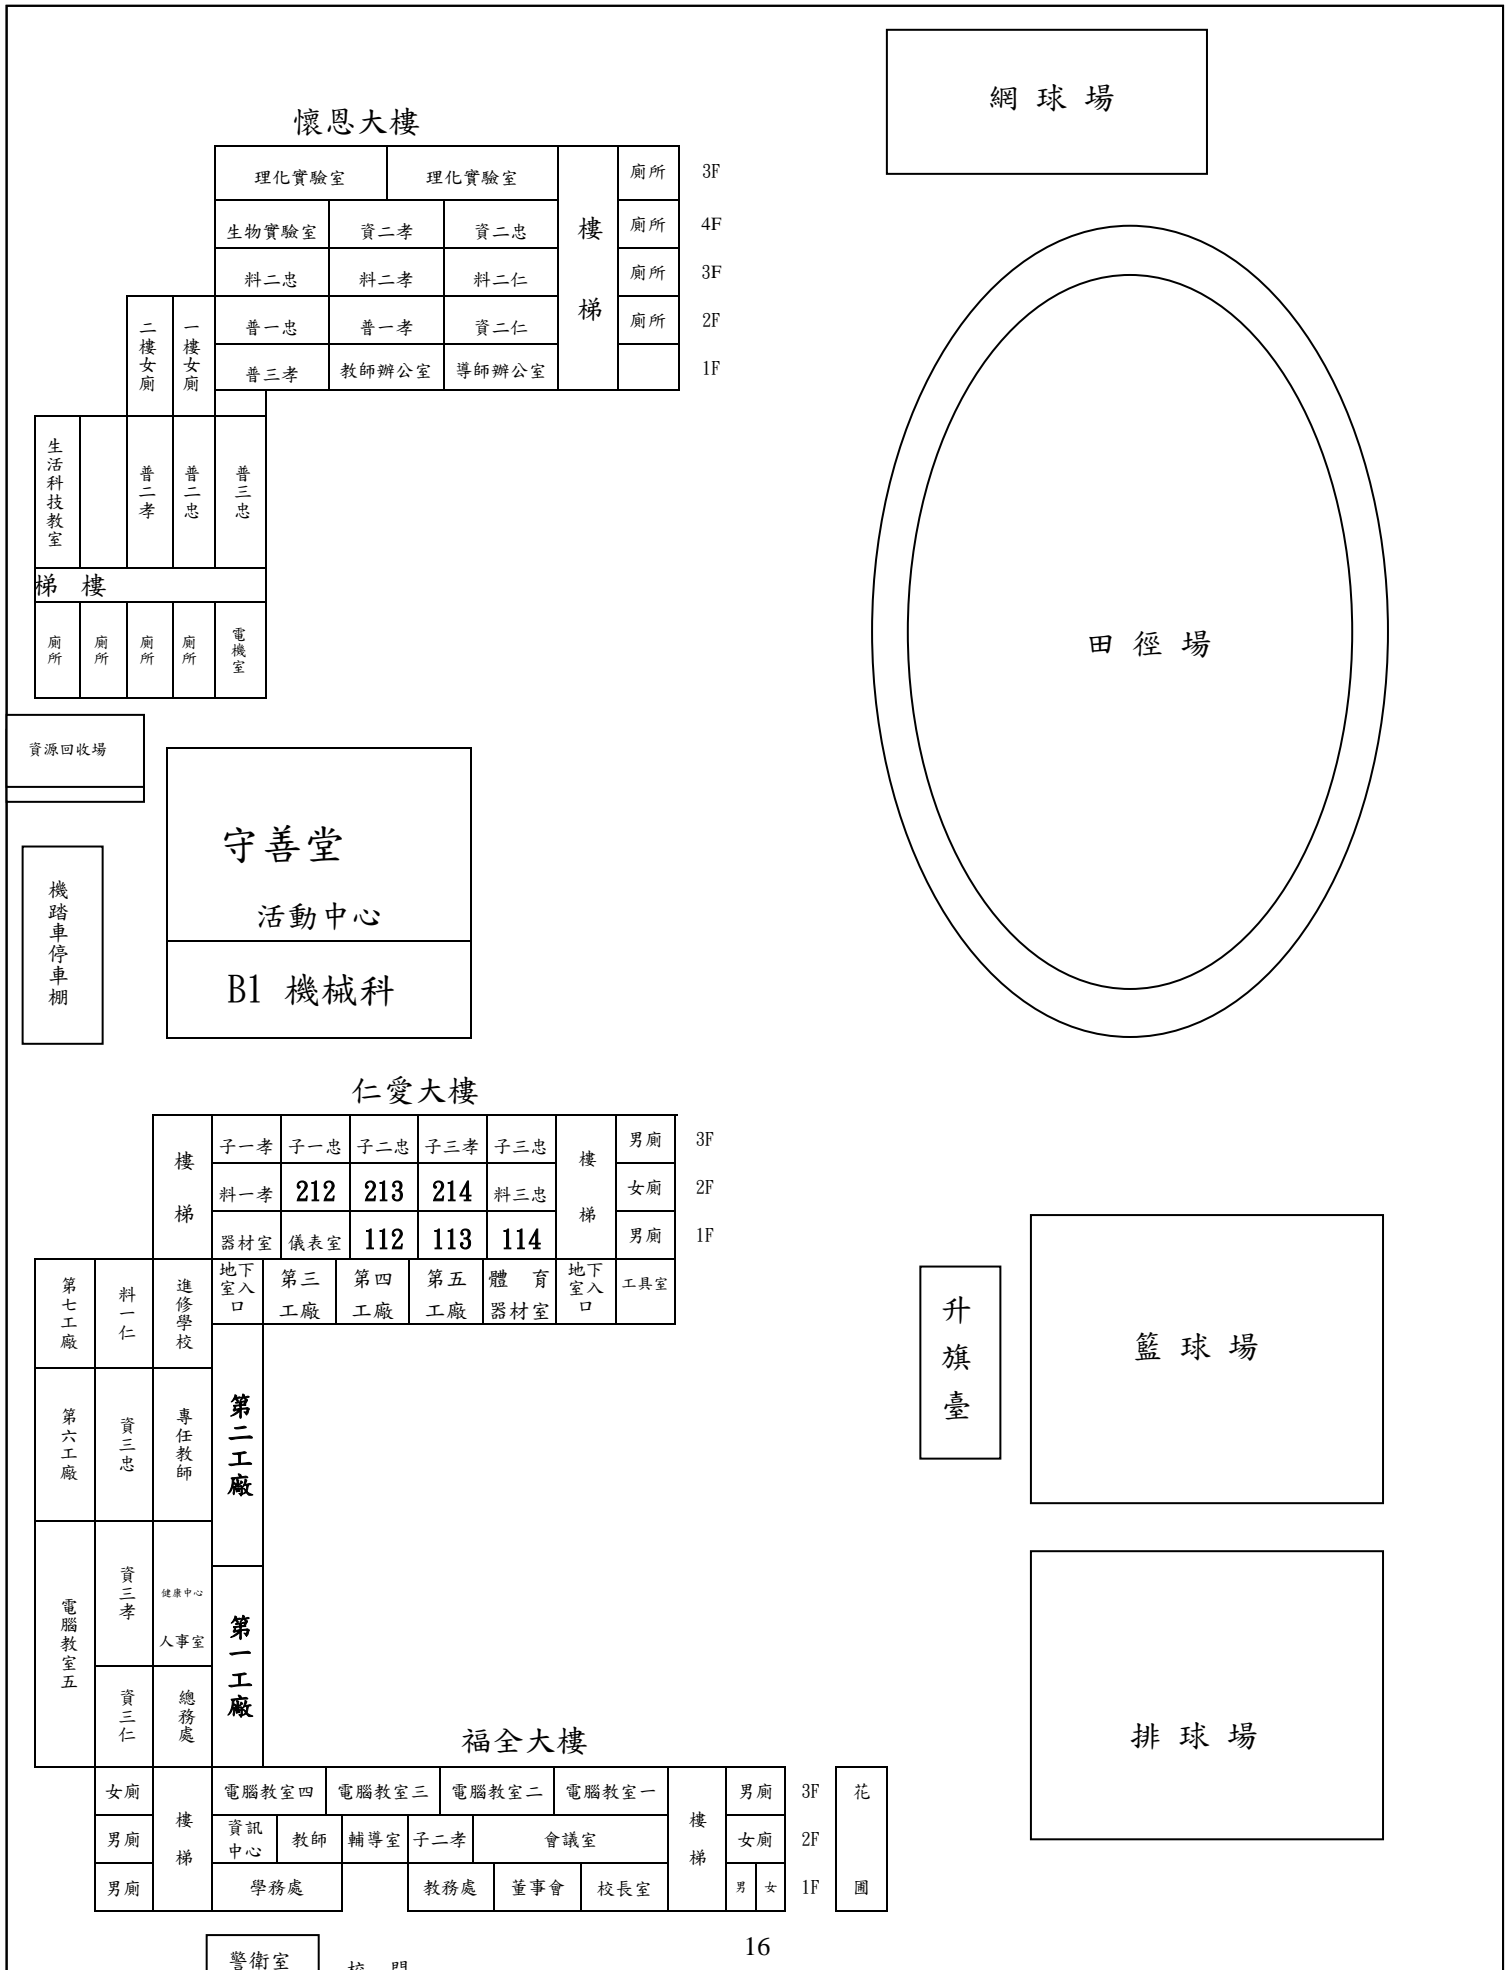 網 球 場
懷恩大樓
理化實驗室 理化實驗室 廁所 3F
生物實驗室 資二孝 資二忠 廁所 4F
料二忠 料二孝 料二仁 廁所 3F
普一忠 普一孝 資二仁 廁所 2F
普三孝 教師辦公室 導師辦公室 1F
樓梯
二樓女廁
一樓女廁
生活科技教室
普二孝
普二忠
普三忠
梯 樓
廁所
廁所
廁所
廁所
電機室
田 徑 場
資源回收場
守善堂
活動中心
B1 機械科
機踏車停車棚
仁愛大樓
樓梯
子一孝 子一忠 子二忠 子三孝 子三忠 男廁 3F
料一孝 212 213 214 料三忠 女廁 2F
器材室 儀表室 112 113 114 男廁 1F
樓梯
地下室入口
第三工廠
第四工廠
第五工廠
體 育器材室
地下室入口
工具室
第七工廠
料一仁
進修學校
第六工廠
資三忠
專任教師
第二工廠
電腦教室五
資三孝
健康中心
人事室
第一工廠
資三仁
總務處
升旗臺
籃 球 場
排 球 場
福全大樓
女廁
男廁
男廁
樓梯
電腦教室四 電腦教室三 電腦教室二 電腦教室一 男廁 3F
資訊中心 教師 輔導室 子二孝 會議室 女廁 2F
學務處 教務處 董事會 校長室 男 女 1F
樓梯
花圃
警衛室
校 門
16